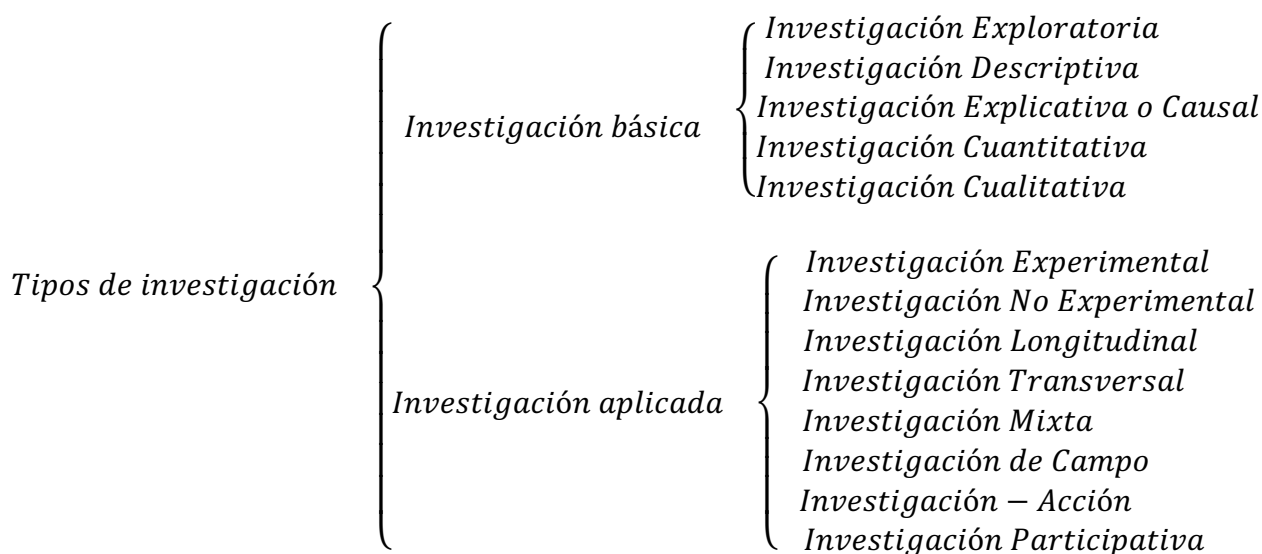 Tipos de investigación
Investigación básica
Investigación Exploratoria
Investigación Descriptiva
Investigación Explicativa o Causal
Investigación Cuantitativa
Investigación Cualitativa
Investigación aplicada
Investigación Experimental
Investigación No Experimental
Investigación Longitudinal
Investigación Transversal
Investigación Mixta
Investigación de Campo
Investigación − Acción
Investigación Participativa